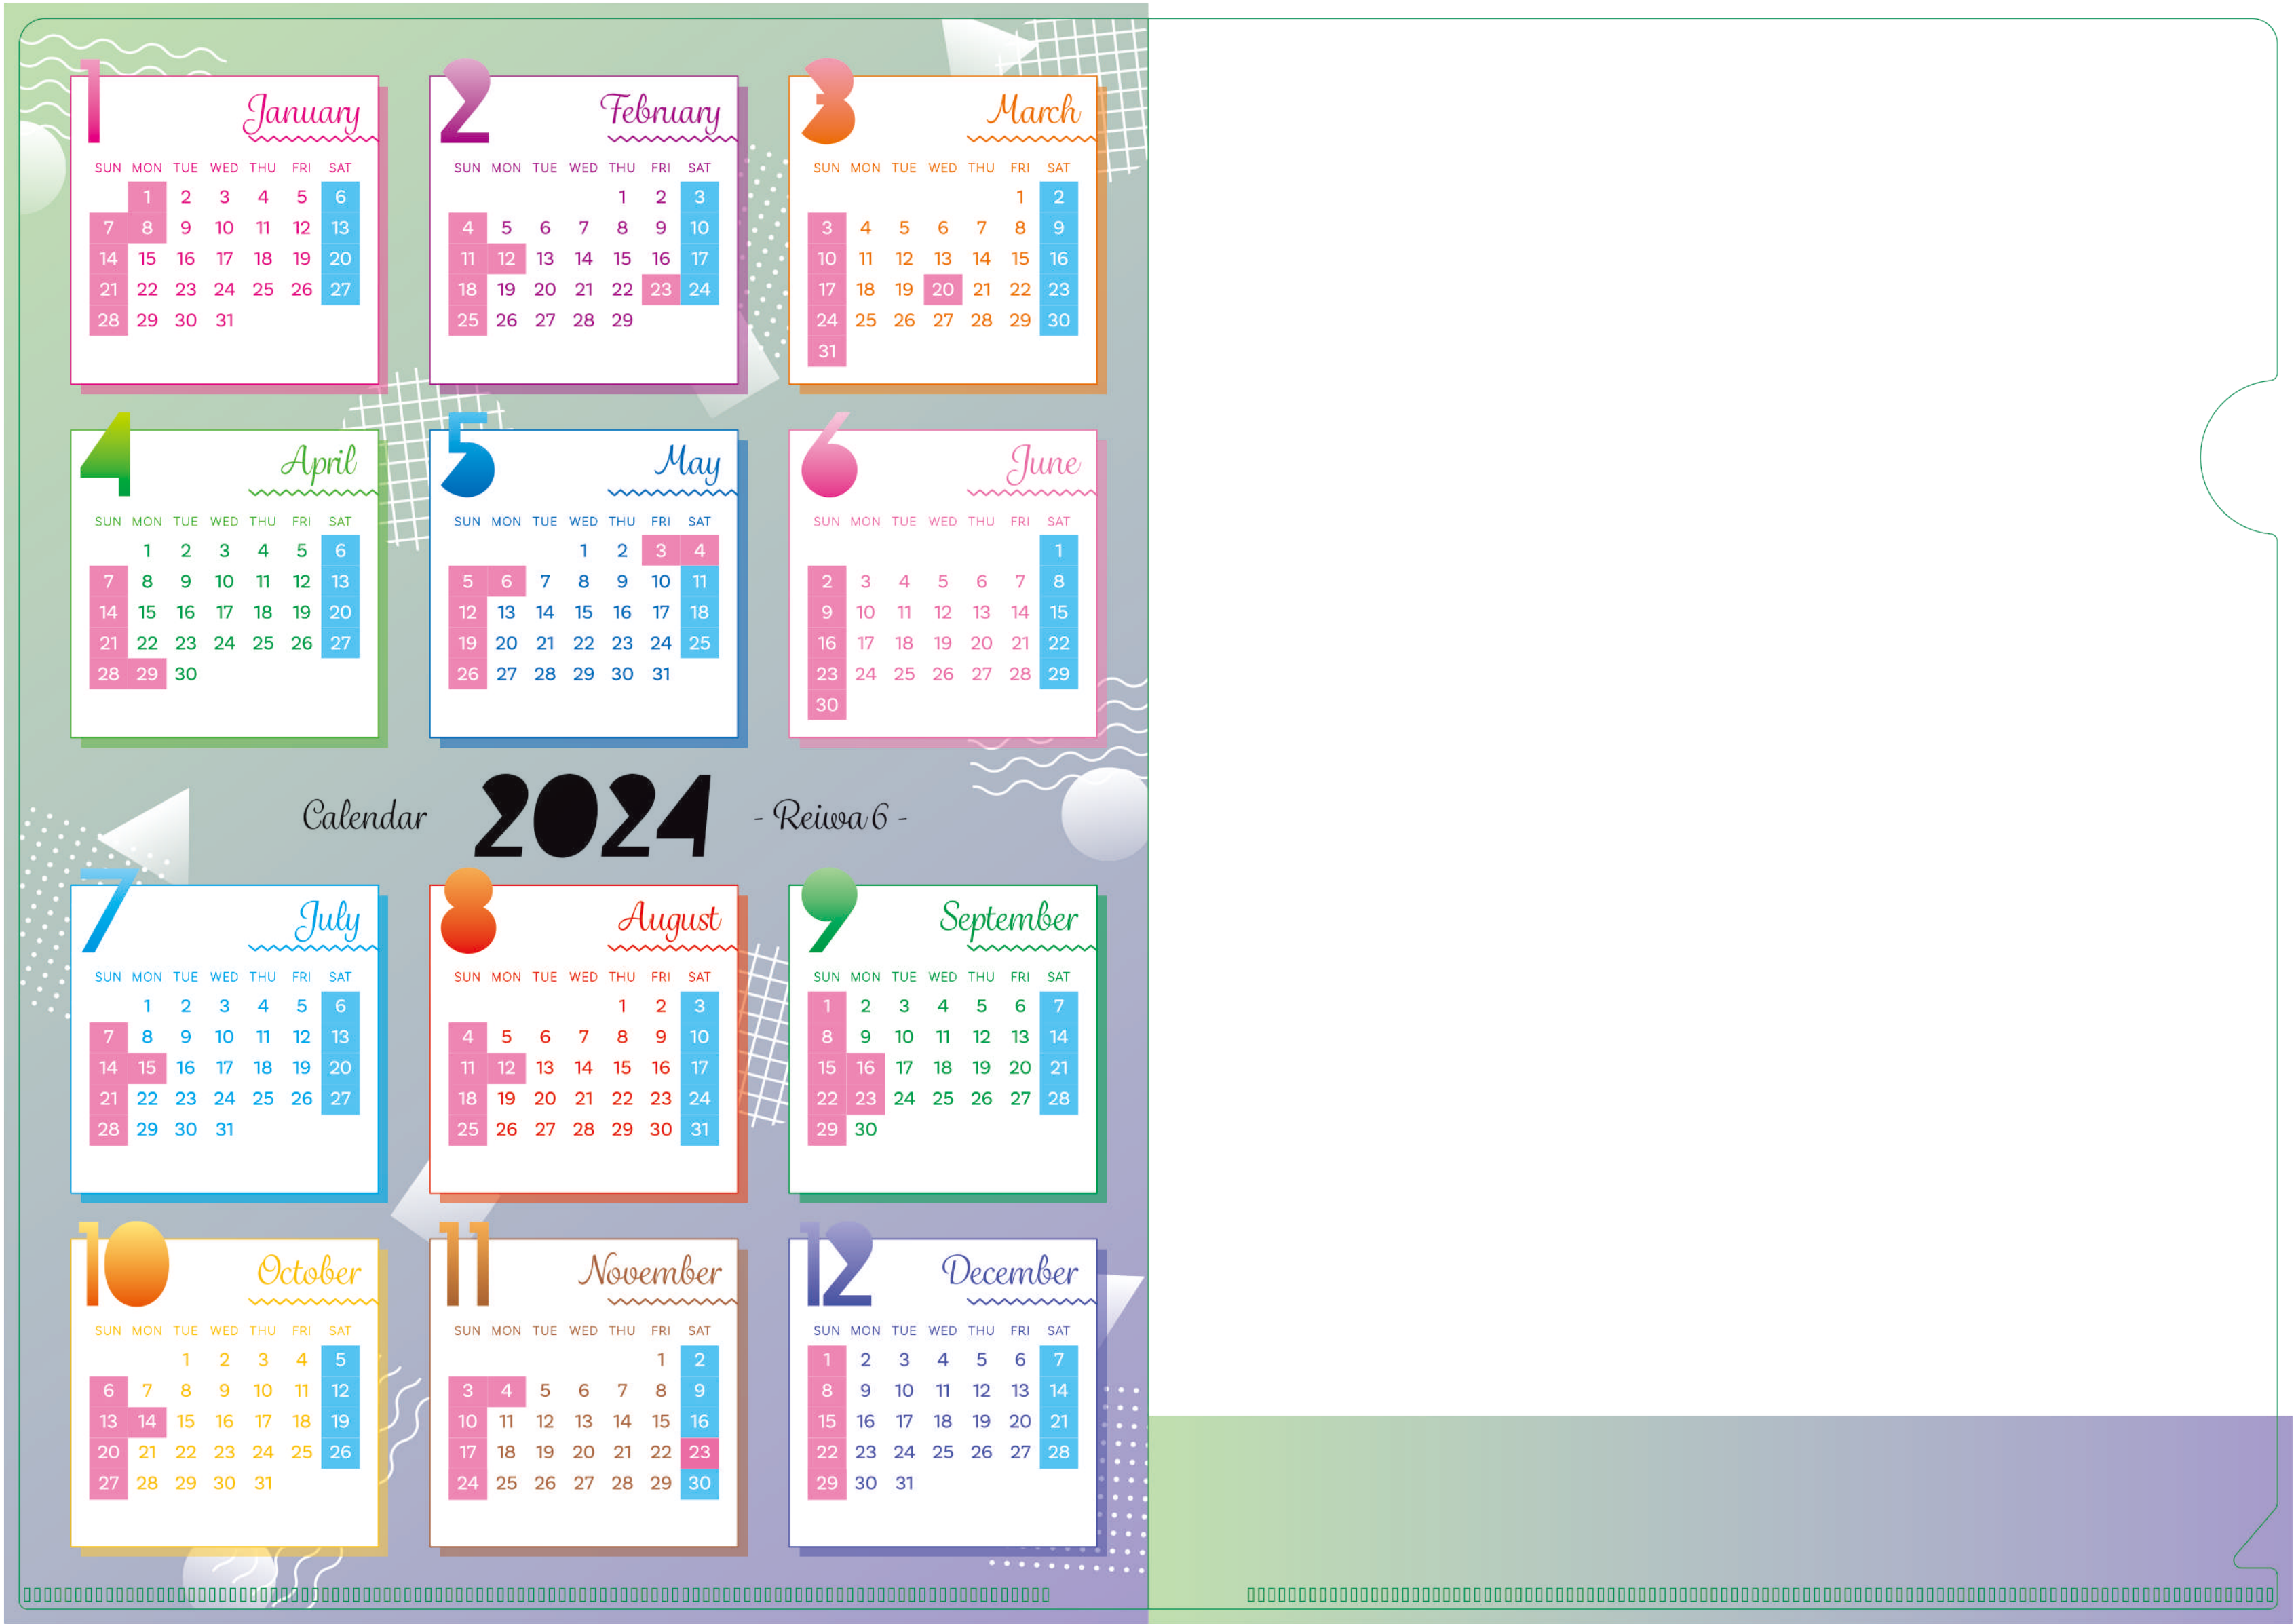 1
January
SUN MON TUE WED THU FRI SAT
1 2 3 4 5 6
7 8 9 10 11 12 13
14 15 16 17 18 19 20
21 22 23 24 25 26 27
28 29 30 31
2
February
SUN MON TUE WED THU FRI SAT
1 2 3
4 5 6 7 8 9 10
11 12 13 14 15 16 17
18 19 20 21 22 23 24
25 26 27 28 29
3
March
SUN MON TUE WED THU FRI SAT
1 2
3 4 5 6 7 8 9
10 11 12 13 14 15 16
17 18 19 20 21 22 23
24 25 26 27 28 29 30
31
4
April
SUN MON TUE WED THU FRI SAT
1 2 3 4 5 6
7 8 9 10 11 12 13
14 15 16 17 18 19 20
21 22 23 24 25 26 27
28 29 30
5
May
SUN MON TUE WED THU FRI SAT
1 2 3 4
5 6 7 8 9 10 11
12 13 14 15 16 17 18
19 20 21 22 23 24 25
26 27 28 29 30 31
6
June
SUN MON TUE WED THU FRI SAT
1
2 3 4 5 6 7 8
9 10 11 12 13 14 15
16 17 18 19 20 21 22
23 24 25 26 27 28 29
30
Calendar 2024 - Reiwa 6 -
7
July
SUN MON TUE WED THU FRI SAT
1 2 3 4 5 6
7 8 9 10 11 12 13
14 15 16 17 18 19 20
21 22 23 24 25 26 27
28 29 30 31
8
August
SUN MON TUE WED THU FRI SAT
1 2 3
4 5 6 7 8 9 10
11 12 13 14 15 16 17
18 19 20 21 22 23 24
25 26 27 28 29 30 31
9
September
SUN MON TUE WED THU FRI SAT
1 2 3 4 5 6 7
8 9 10 11 12 13 14
15 16 17 18 19 20 21
22 23 24 25 26 27 28
29 30
10
October
SUN MON TUE WED THU FRI SAT
1 2 3 4 5
6 7 8 9 10 11 12
13 14 15 16 17 18 19
20 21 22 23 24 25 26
27 28 29 30 31
11
November
SUN MON TUE WED THU FRI SAT
1 2
3 4 5 6 7 8 9
10 11 12 13 14 15 16
17 18 19 20 21 22 23
24 25 26 27 28 29 30
12
December
SUN MON TUE WED THU FRI SAT
1 2 3 4 5 6 7
8 9 10 11 12 13 14
15 16 17 18 19 20 21
22 23 24 25 26 27 28
29 30 31